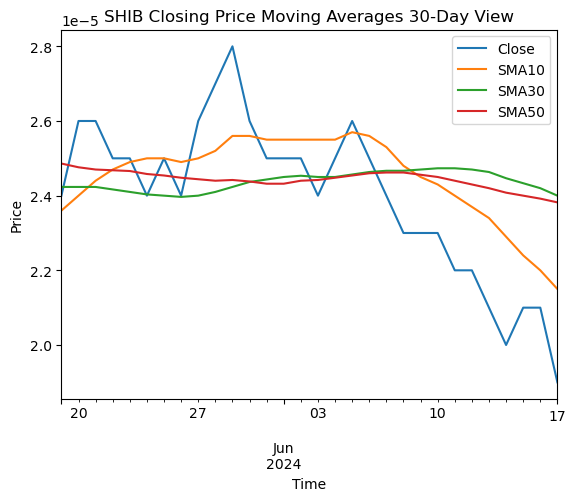 SHIB Closing Price Moving Averages 30-Day View
1e−5
Close
SMA10
SMA30
SMA50
2.8
2.6
2.4
2.2
2.0
Price
20
27
03
10
17
Jun
2024
Time